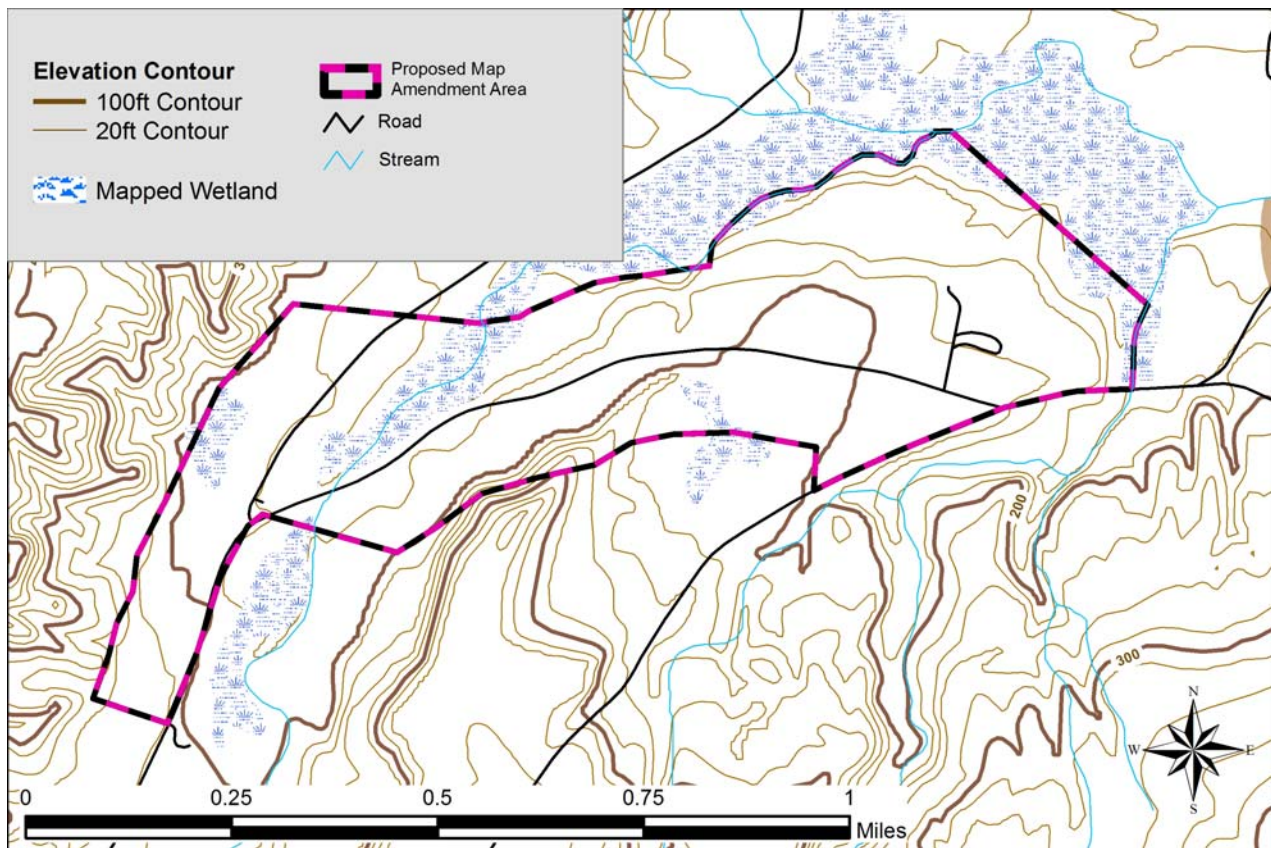 Elevation Contour
100ft Contour
20ft Contour
Mapped Wetland
Proposed Map
Amendment Area
Road
Stream
200
300
N
W
E
S
0
0.25
0.5
0.75
1
Miles